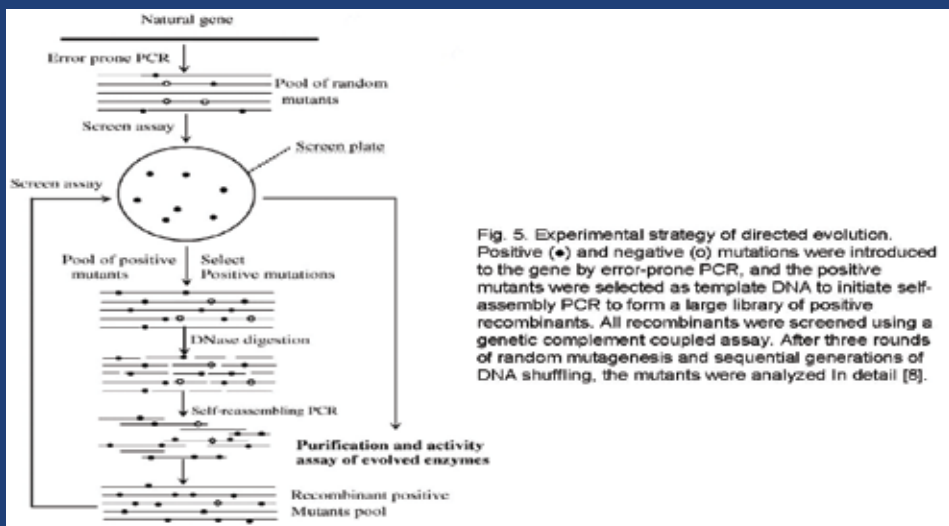 Natural gene
Error prone PCR
Pool of random
mutants
Screen assay
Screen plate
Screen assay
Pool of positive
mutants
Select
Positive mutations
DNase digestion
Self-reassembling PCR
Purification and activity
assay of evolved enzymes
Recombinant positive
Mutants pool
Fig. 5. Experimental strategy of directed evolution.
Positive (●) and negative (o) mutations were introduced
to the gene by error-prone PCR, and the positive
mutants were selected as template DNA to initiate self-
assembly PCR to form a large library of positive
recombinants. All recombinants were screened using a
genetic complement coupled assay. After three rounds
of random mutagenesis and sequential generations of
DNA shuffling, the mutants were analyzed In detail [8].